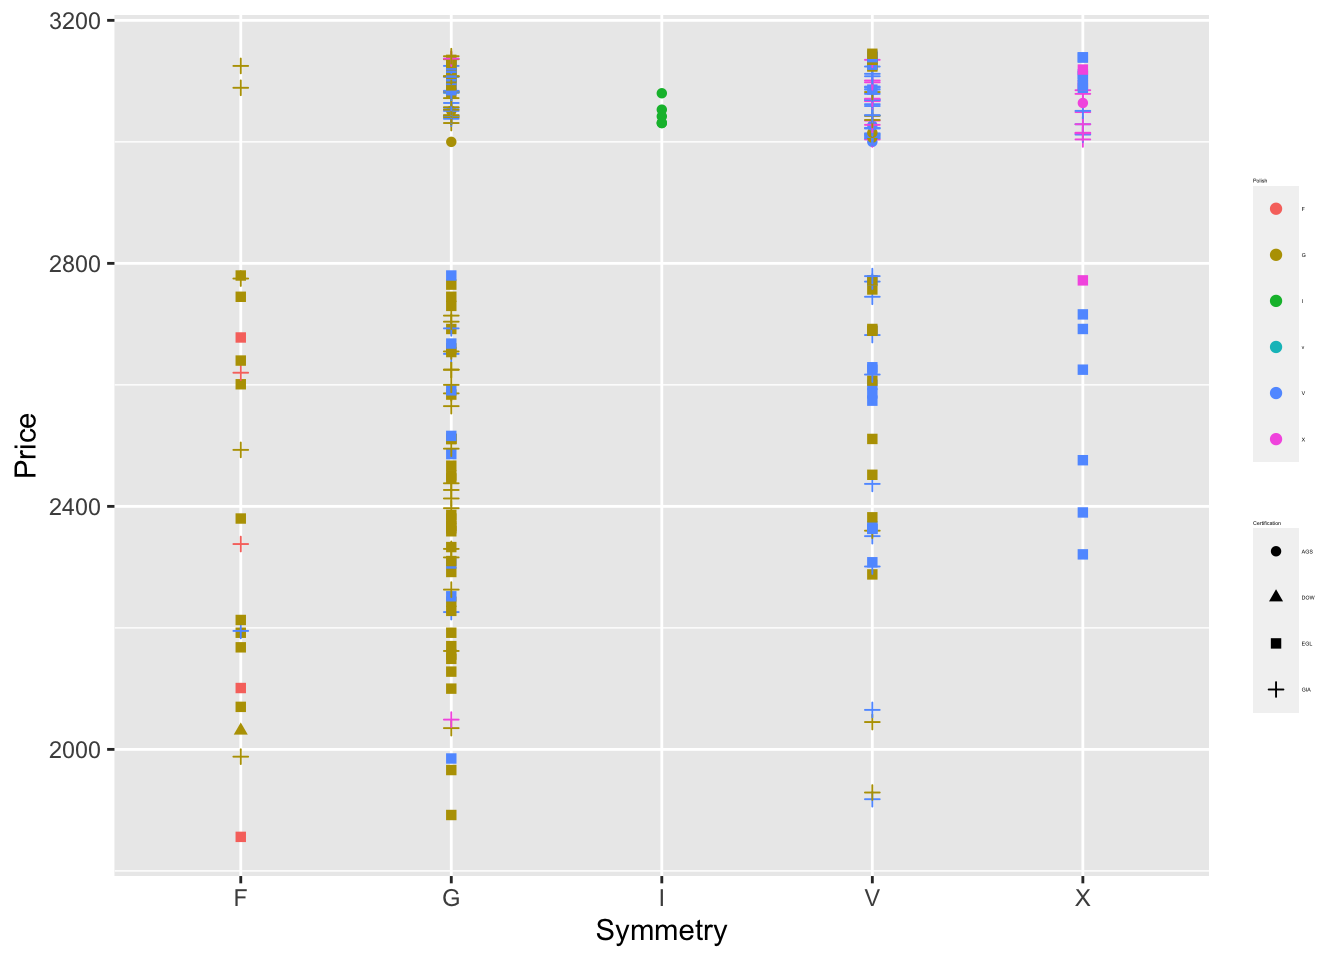 3200
2800
2400
2000
Price
F G I V X
Symmetry
Polish
F
G
I
v
V
X
Certification
AGS
DOW
EGL
GIA